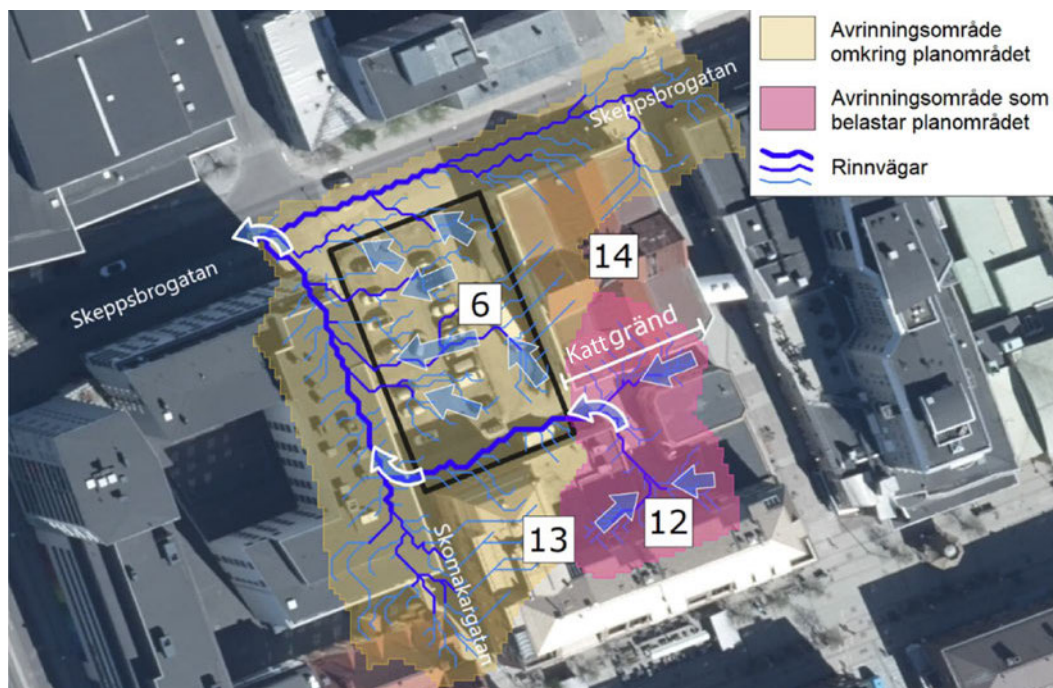 Avrinningsområde
omkring planområdet
Avrinningsområde som
belastar planområdet
Rinnvägar
Skeppsbrogatan
14
6
Skeppsbrogatan
Kattgränd
12
13
Skomakargatan